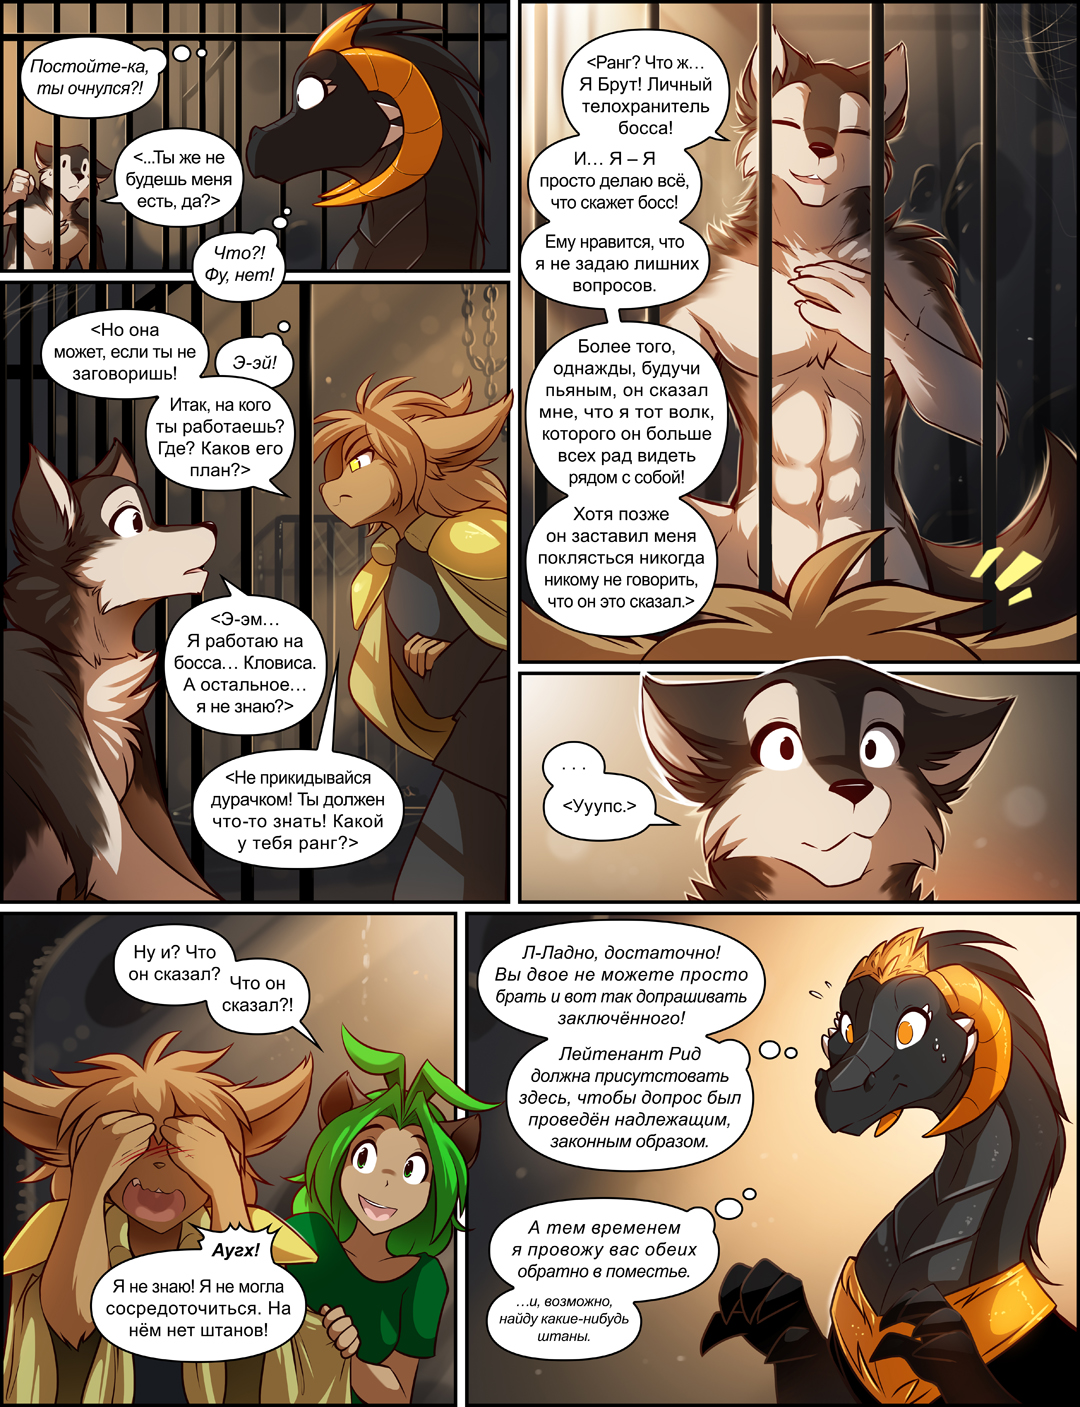 Постойте-ка,
ты очнулся?!
<...Ты же не
будешь меня
есть, да?>
Что?!
Фу, нет!
<Но она
может, если ты не
заговоришь!
Э-эй!
Итак, на кого
ты работаешь?
Где? Каков его
план?>
<Э-эм...
Я работаю на
босса... Кловиса.
А остальное...
я не знаю?>
<Не прикидывайся
дурачком! Ты должен
что-то знать! Какой
у тебя ранг?>
<Ранг? Что ж...
Я Брут! Личный
телохранитель
босса!
И... Я – Я
просто делаю всё,
что скажет босс!
Ему нравится, что
я не задаю лишних
вопросов.
Более того,
однажды, будучи
пьяным, он сказал
мне, что я тот волк,
которого он больше
всех рад видеть
рядом с собой!
Хотя позже
он заставил меня
поклясться никогда
никому не говорить,
что он это сказал.>
. . .
<Ууупс.>
Ну и? Что
он сказал?
Что он
сказал?!
Аугх!
Я не знаю! Я не могла
сосредоточиться. На
нём нет штанов!
Л-Ладно, достаточно!
Вы двое не можете просто
брать и вот так допрашивать
заключённого!
Лейтенант Рид
должна присутстовать
здесь, чтобы допрос был
проведён надлежащим,
законным образом.
А тем временем
я провожу вас обеих
обратно в поместье.
...и, возможно,
найду какие-нибудь
штаны.